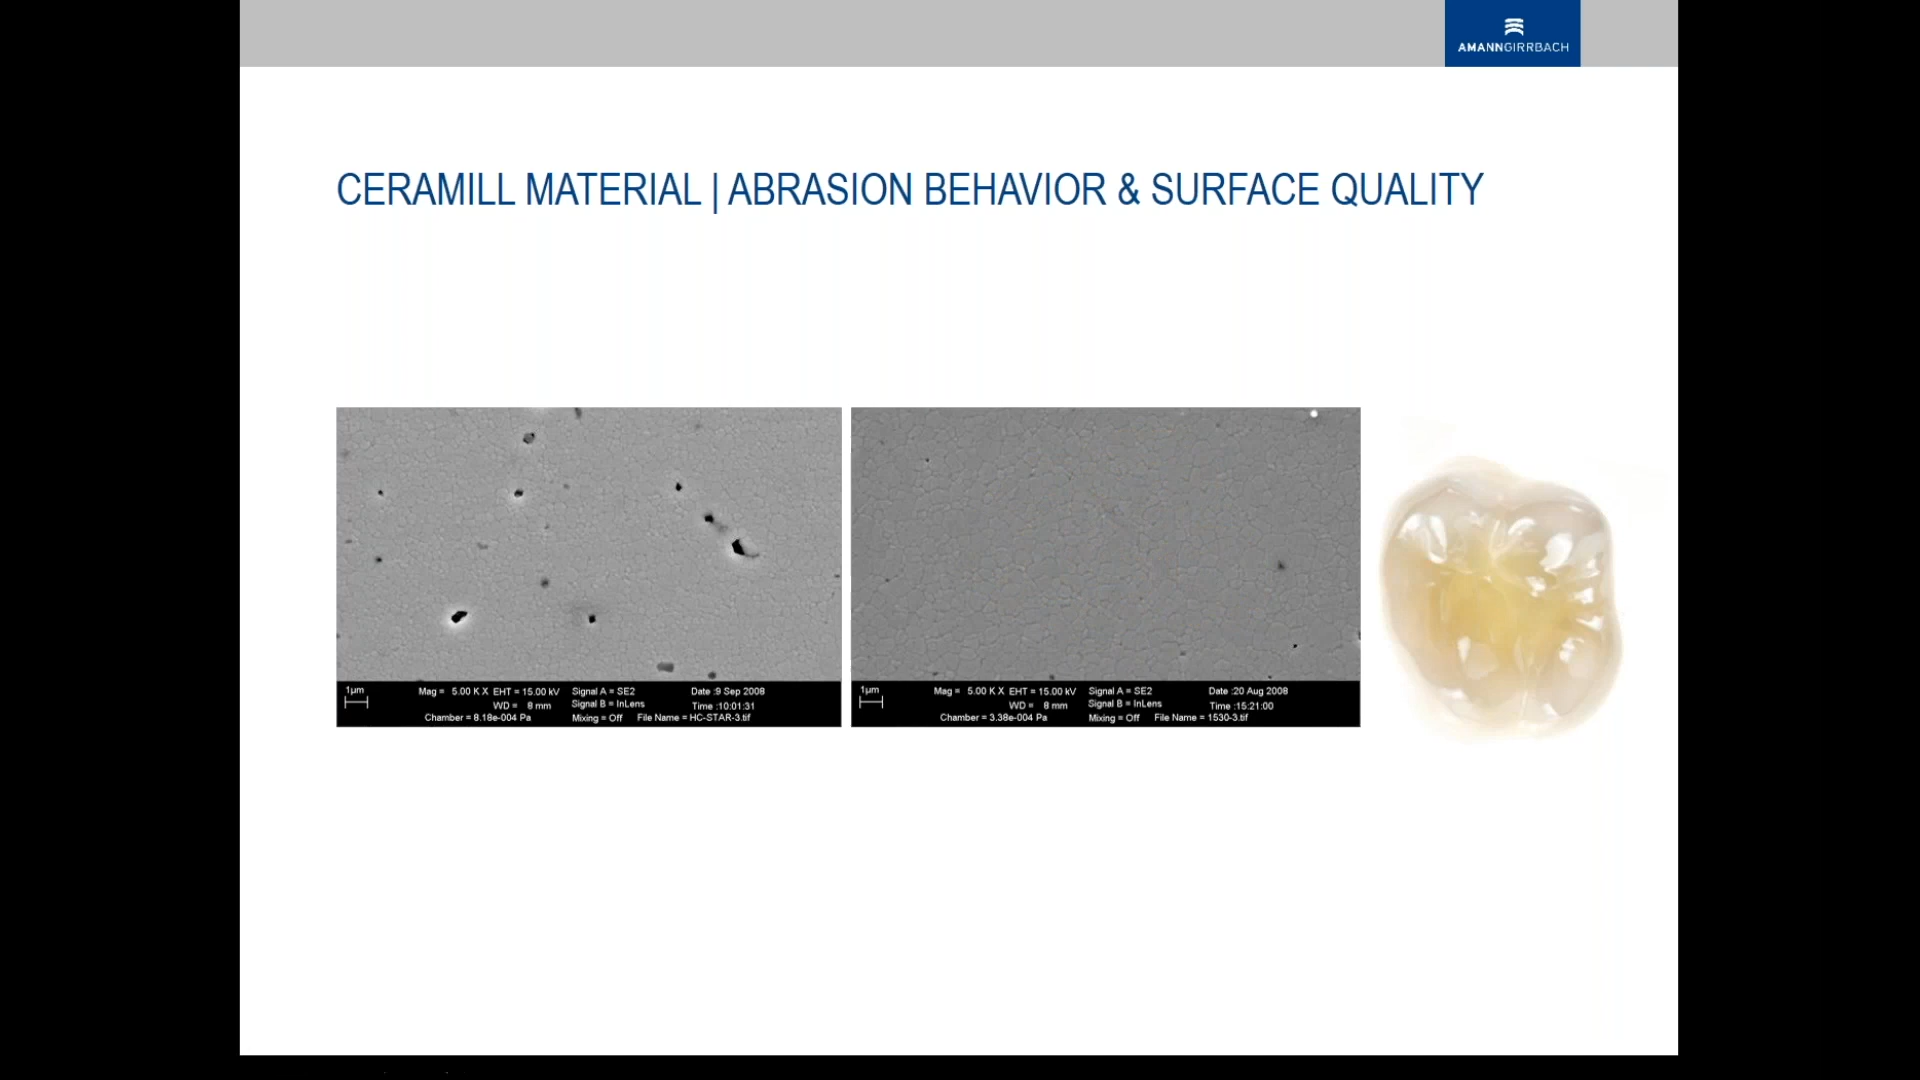 AMANNGIRRBACH
CERAMILL MATERIAL | ABRASION BEHAVIOR & SURFACE QUALITY
1µm
Mag = 5.00 K X EHT = 15.00 kV Signal A = SE2 Date :9 Sep 2008
WD = 8 mm Signal B = InLens Time :10:01:31
Chamber = 8.18e-004 Pa Mixing = Off File Name = HC-STAR-3.tif
1µm
Mag = 5.00 K X EHT = 15.00 kV Signal A = SE2 Date :20 Aug 2008
WD = 8 mm Signal B = InLens Time :15:21:00
Chamber = 3.38e-004 Pa Mixing = Off File Name = 1530-3.tif